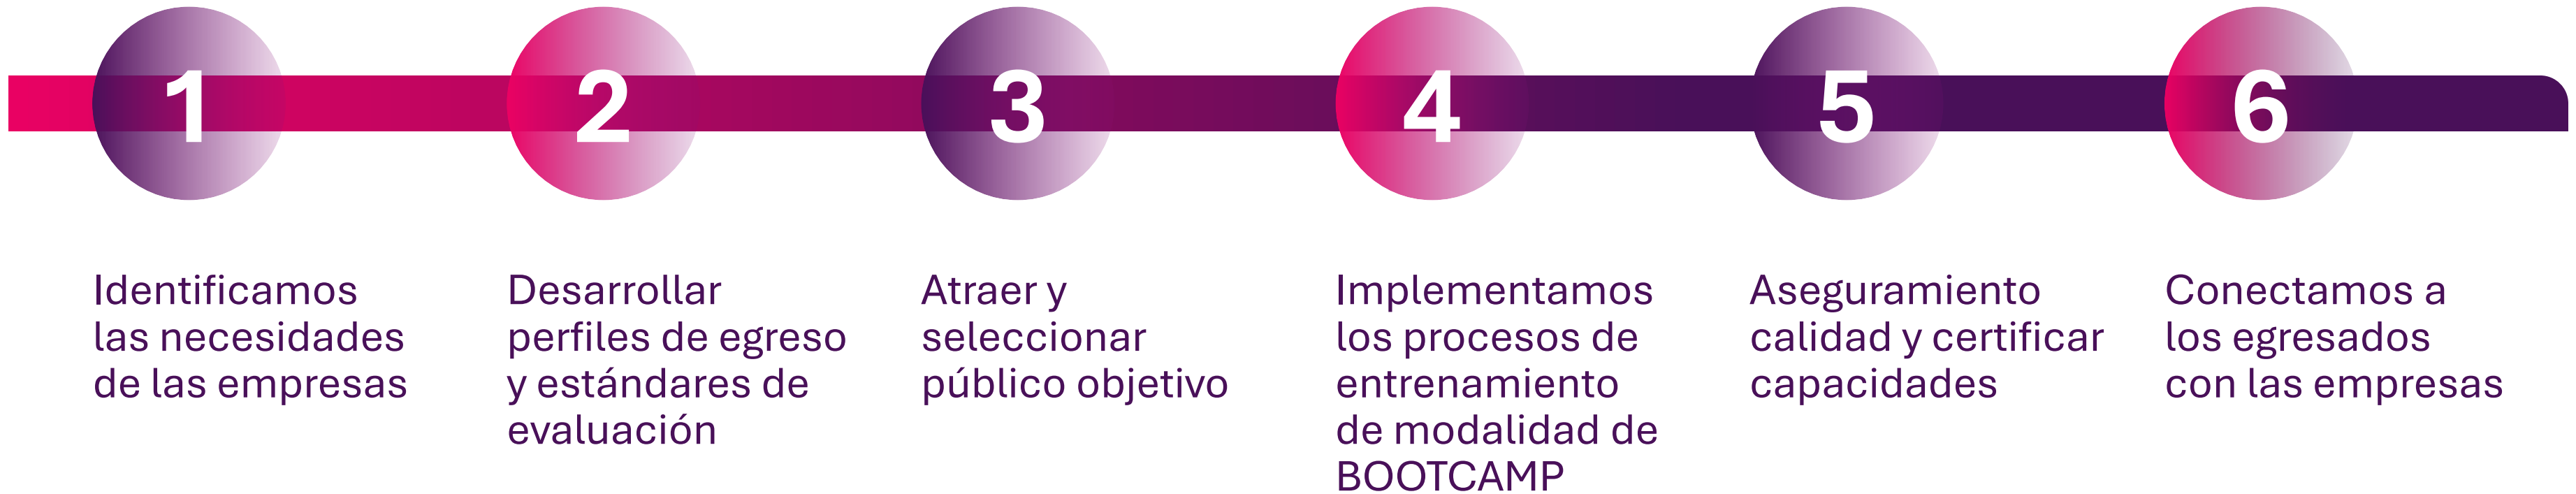 1
2
3
4
5
6
Identificamos
las necesidades
de las empresas
Desarrollar
perfiles de egreso
y estándares de
evaluación
Atraer y
seleccionar
público objetivo
Implementamos
los procesos de
entrenamiento
de modalidad de
BOOTCAMP
Aseguramiento
calidad y certificar
capacidades
Conectamos a
los egresados
con las empresas